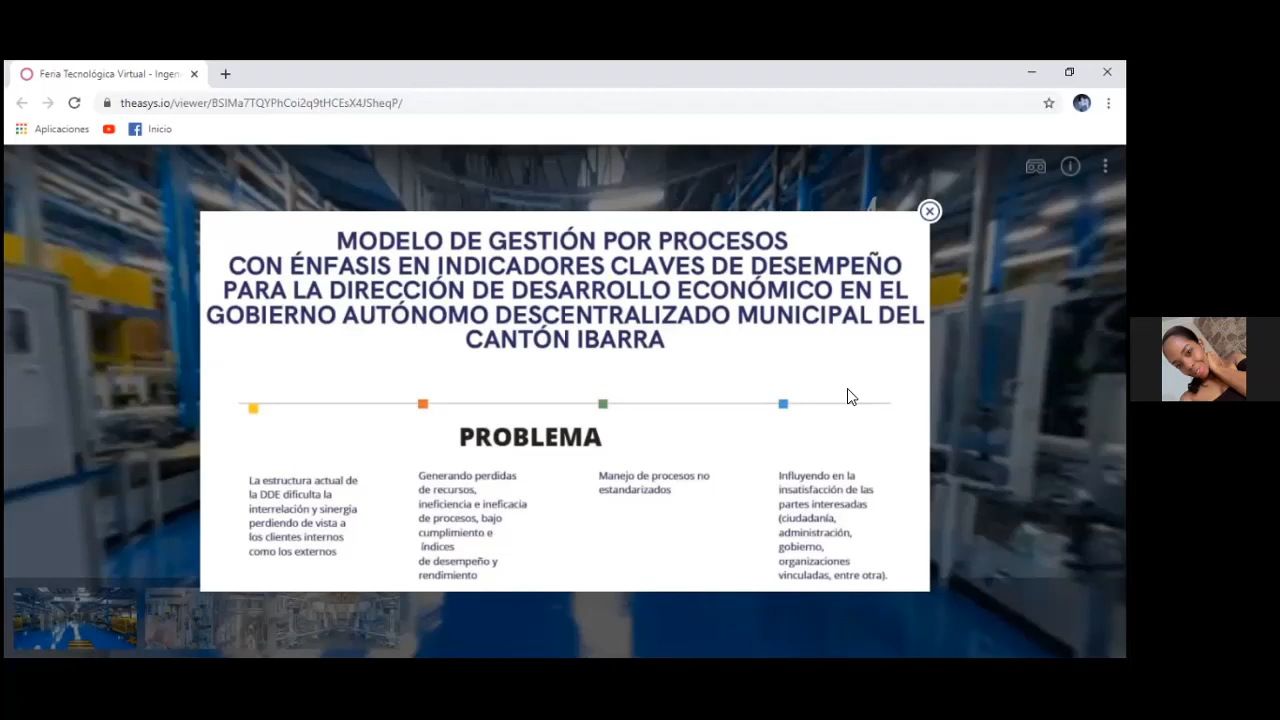 Feria Tecnológica Virtual - Ingen
theasys.io/viewer/BSIMa7TQYPhCoi2q9tHCEsX4JSheqP/
Aplicaciones
Inicio
MODELO DE GESTIÓN POR PROCESOS
CON ÉNFASIS EN INDICADORES CLAVES DE DESEMPEÑO
PARA LA DIRECCIÓN DE DESARROLLO ECONÓMICO EN EL
GOBIERNO AUTÓNOMO DESCENTRALIZADO MUNICIPAL DEL
CANTÓN IBARRA
PROBLEMA
La estructura actual de
la DDE dificulta la
interrelación y sinergia
perdiendo de vista a
los clientes internos
como los externos
Generando perdidas
de recursos,
ineficiencia e ineficacia
de procesos, bajo
cumplimiento e
índices
de desempeño y
rendimiento
Manejo de procesos no
estandarizados
Influyendo en la
insatisfacción de las
partes interesadas
(ciudadanía,
administración,
gobierno,
organizaciones
vinculadas, entre otra).